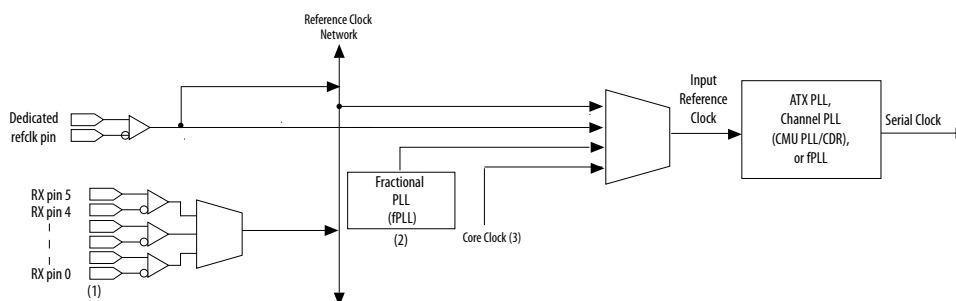 Reference Clock
Network
Dedicated
refclk pin
Input
Reference
Clock
ATX PLL,
Channel PLL
(CMU PLL/CDR),
or fPLL
Serial Clock
RX pin 5
RX pin 4
RX pin 0
(1)
Fractional
PLL
(fPLL)
(2)
Core Clock (3)